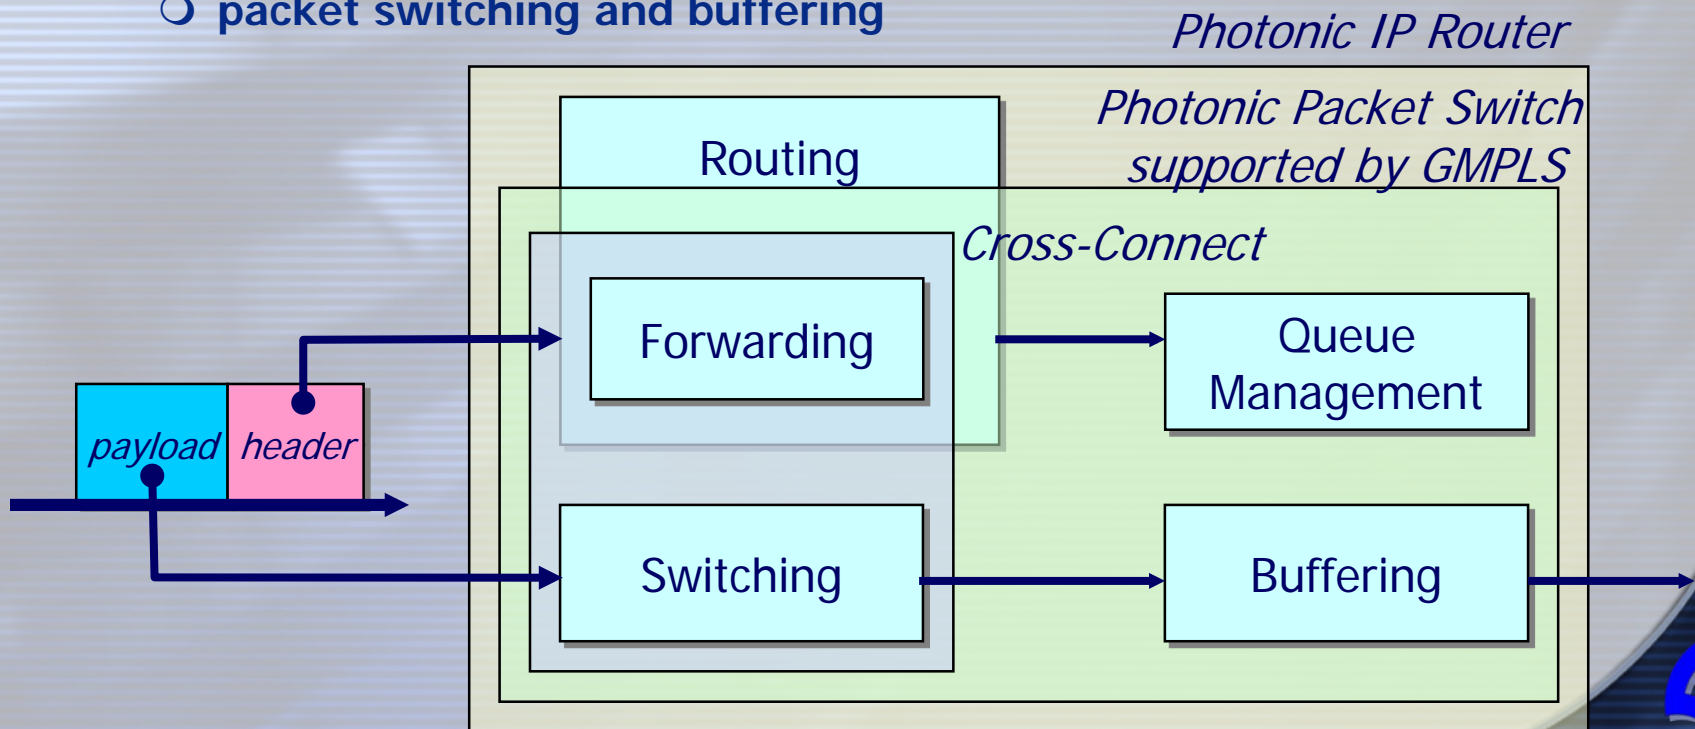 packet switching and buffering
Photonic IP Router
Photonic Packet Switch
supported by GMPLS
Routing
Cross-Connect
Forwarding
Queue
Management
payload
header
Switching
Buffering